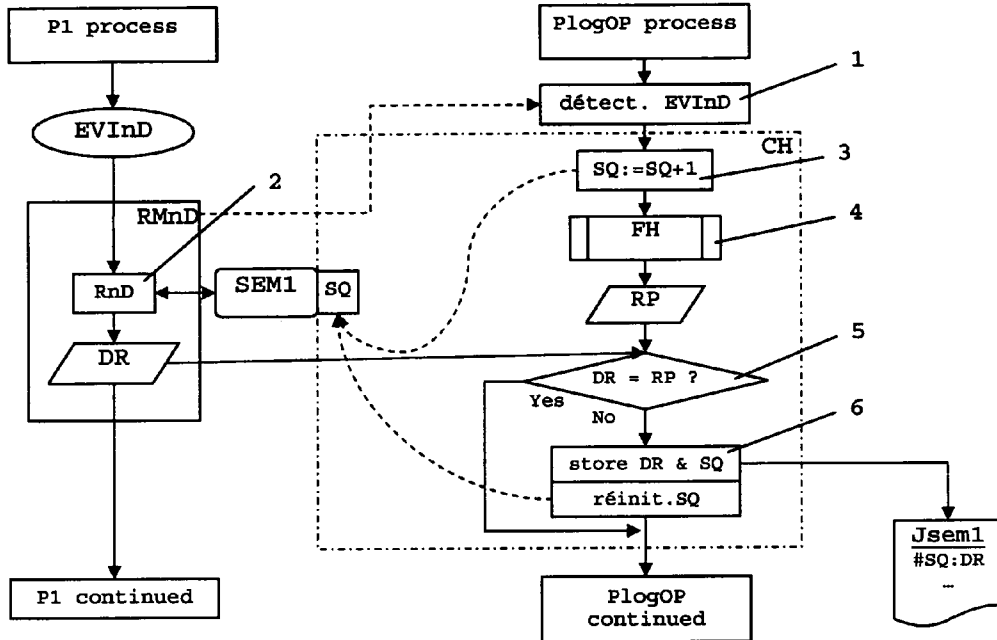 P1 process
PlogOP process
1
détect. EVInD
EVInD
CH
3
SQ:=SQ+1
2
RMnD
4
FH
RnD
SEM1
SQ
RP
DR
5
DR = RP ?
Yes
No
6
store DR & SQ
réinit.SQ
Jsem1
#SQ:DR
…
P1 continued
PlogOP
continued